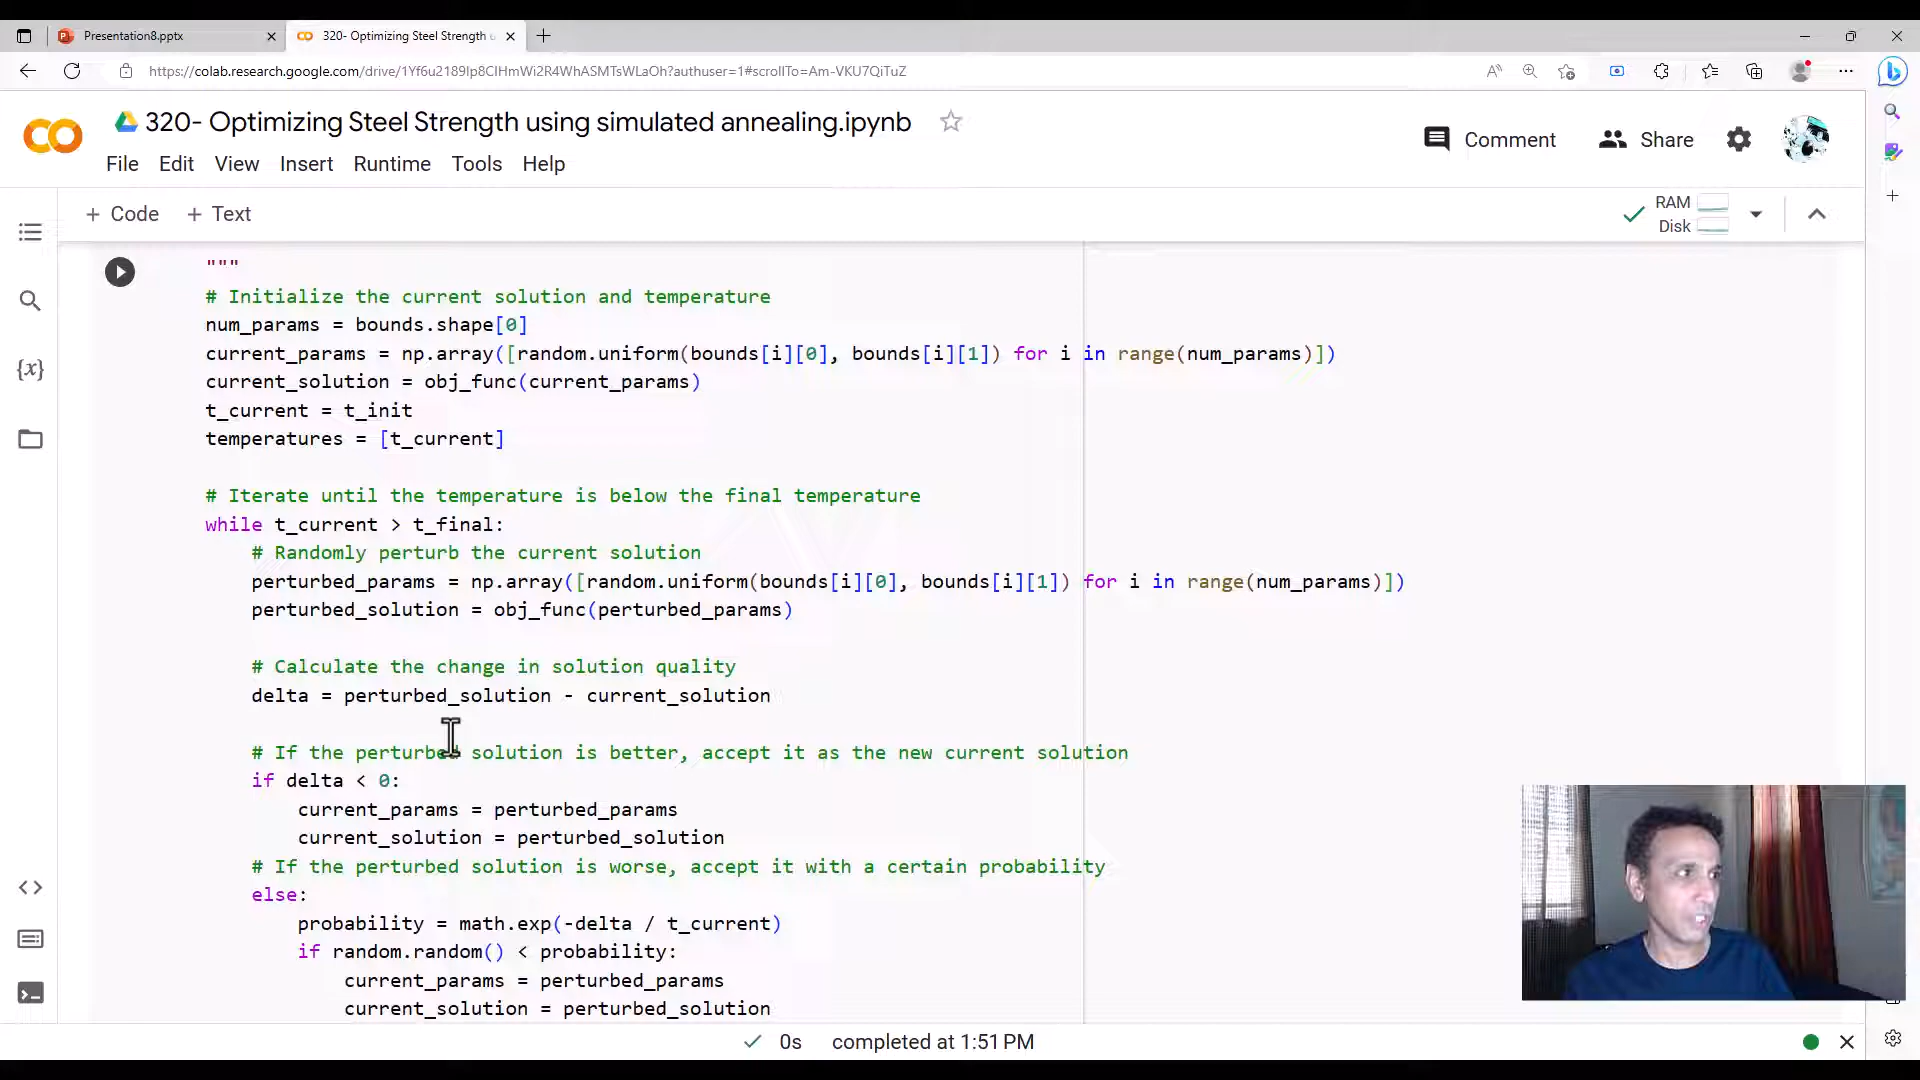 Presentation8.pptx
320- Optimizing Steel Strength u
https://colab.research.google.com/drive/1Yf6u2189Ip8CIHmWi2R4WhASMTsWLaOh?authuser=1#scrollTo=Am-VKU7QiTuZ
320- Optimizing Steel Strength using simulated annealing.ipynb
Comment
Share
File Edit View Insert Runtime Tools Help
+ Code + Text
RAM
Disk
"""
# Initialize the current solution and temperature
num_params = bounds.shape[0]
current_params = np.array([random.uniform(bounds[i][0], bounds[i][1]) for i in range(num_params)])
current_solution = obj_func(current_params)
t_current = t_init
temperatures = [t_current]
# Iterate until the temperature is below the final temperature
while t_current > t_final:
# Randomly perturb the current solution
perturbed_params = np.array([random.uniform(bounds[i][0], bounds[i][1]) for i in range(num_params)])
perturbed_solution = obj_func(perturbed_params)
# Calculate the change in solution quality
delta = perturbed_solution - current_solution
# If the perturbed solution is better, accept it as the new current solution
if delta < 0:
current_params = perturbed_params
current_solution = perturbed_solution
# If the perturbed solution is worse, accept it with a certain probability
else:
probability = math.exp(-delta / t_current)
if random.random() < probability:
current_params = perturbed_params
current_solution = perturbed_solution
0s completed at 1:51 PM